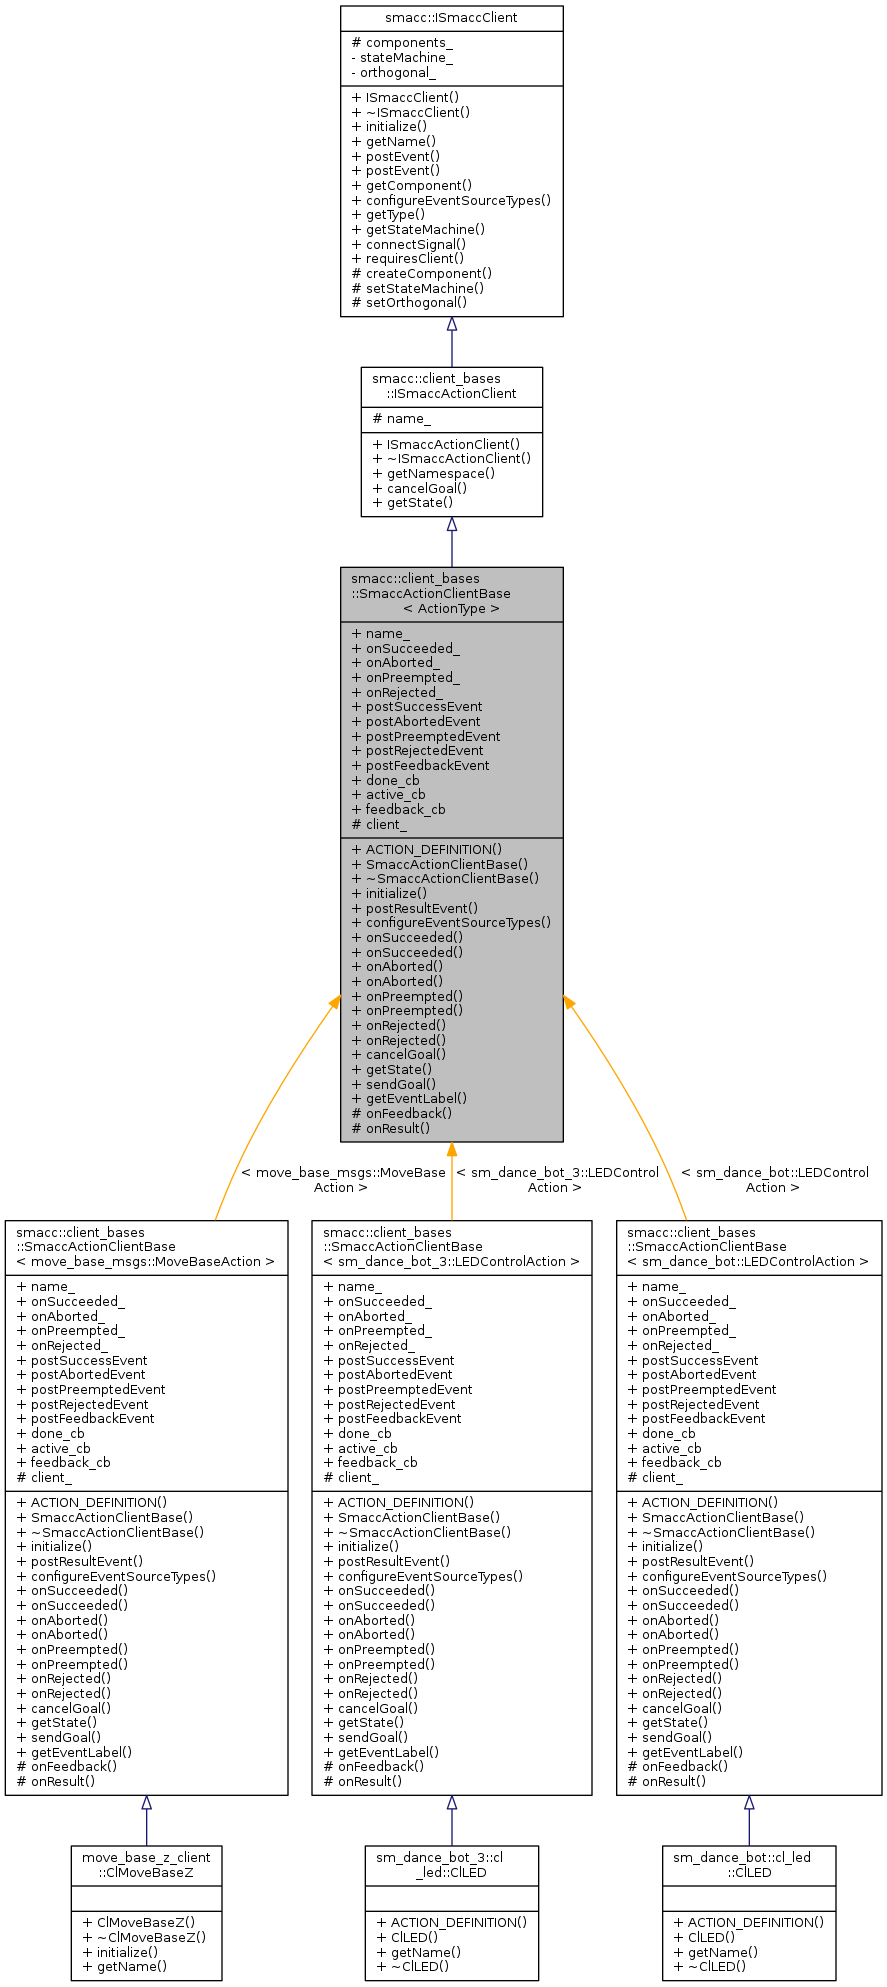 smacc::ISmaccClient
# components_
- stateMachine_
- orthogonal_
+ ISmaccClient()
+ ~ISmaccClient()
+ initialize()
+ getName()
+ postEvent()
+ postEvent()
+ getComponent()
+ configureEventSourceTypes()
+ getType()
+ getStateMachine()
+ connectSignal()
+ requiresClient()
# createComponent()
# setStateMachine()
# setOrthogonal()
smacc::client_bases
::ISmaccActionClient
# name_
+ ISmaccActionClient()
+ ~ISmaccActionClient()
+ getNamespace()
+ cancelGoal()
+ getState()
smacc::client_bases
::SmaccActionClientBase
< ActionType >
+ name_
+ onSucceeded_
+ onAborted_
+ onPreempted_
+ onRejected_
+ postSuccessEvent
+ postAbortedEvent
+ postPreemptedEvent
+ postRejectedEvent
+ postFeedbackEvent
+ done_cb
+ active_cb
+ feedback_cb
# client_
+ ACTION_DEFINITION()
+ SmaccActionClientBase()
+ ~SmaccActionClientBase()
+ initialize()
+ postResultEvent()
+ configureEventSourceTypes()
+ onSucceeded()
+ onSucceeded()
+ onAborted()
+ onAborted()
+ onPreempted()
+ onPreempted()
+ onRejected()
+ onRejected()
+ cancelGoal()
+ getState()
+ sendGoal()
+ getEventLabel()
# onFeedback()
# onResult()
< move_base_msgs::MoveBase
Action >
< sm_dance_bot_3::LEDControl
Action >
< sm_dance_bot::LEDControl
Action >
smacc::client_bases
::SmaccActionClientBase
< move_base_msgs::MoveBaseAction >
+ name_
+ onSucceeded_
+ onAborted_
+ onPreempted_
+ onRejected_
+ postSuccessEvent
+ postAbortedEvent
+ postPreemptedEvent
+ postRejectedEvent
+ postFeedbackEvent
+ done_cb
+ active_cb
+ feedback_cb
# client_
+ ACTION_DEFINITION()
+ SmaccActionClientBase()
+ ~SmaccActionClientBase()
+ initialize()
+ postResultEvent()
+ configureEventSourceTypes()
+ onSucceeded()
+ onSucceeded()
+ onAborted()
+ onAborted()
+ onPreempted()
+ onPreempted()
+ onRejected()
+ onRejected()
+ cancelGoal()
+ getState()
+ sendGoal()
+ getEventLabel()
# onFeedback()
# onResult()
smacc::client_bases
::SmaccActionClientBase
< sm_dance_bot_3::LEDControlAction >
+ name_
+ onSucceeded_
+ onAborted_
+ onPreempted_
+ onRejected_
+ postSuccessEvent
+ postAbortedEvent
+ postPreemptedEvent
+ postRejectedEvent
+ postFeedbackEvent
+ done_cb
+ active_cb
+ feedback_cb
# client_
+ ACTION_DEFINITION()
+ SmaccActionClientBase()
+ ~SmaccActionClientBase()
+ initialize()
+ postResultEvent()
+ configureEventSourceTypes()
+ onSucceeded()
+ onSucceeded()
+ onAborted()
+ onAborted()
+ onPreempted()
+ onPreempted()
+ onRejected()
+ onRejected()
+ cancelGoal()
+ getState()
+ sendGoal()
+ getEventLabel()
# onFeedback()
# onResult()
smacc::client_bases
::SmaccActionClientBase
< sm_dance_bot::LEDControlAction >
+ name_
+ onSucceeded_
+ onAborted_
+ onPreempted_
+ onRejected_
+ postSuccessEvent
+ postAbortedEvent
+ postPreemptedEvent
+ postRejectedEvent
+ postFeedbackEvent
+ done_cb
+ active_cb
+ feedback_cb
# client_
+ ACTION_DEFINITION()
+ SmaccActionClientBase()
+ ~SmaccActionClientBase()
+ initialize()
+ postResultEvent()
+ configureEventSourceTypes()
+ onSucceeded()
+ onSucceeded()
+ onAborted()
+ onAborted()
+ onPreempted()
+ onPreempted()
+ onRejected()
+ onRejected()
+ cancelGoal()
+ getState()
+ sendGoal()
+ getEventLabel()
# onFeedback()
# onResult()
move_base_z_client
::ClMoveBaseZ
+ ClMoveBaseZ()
+ ~ClMoveBaseZ()
+ initialize()
+ getName()
sm_dance_bot_3::cl
_led::ClLED
+ ACTION_DEFINITION()
+ ClLED()
+ getName()
+ ~ClLED()
sm_dance_bot::cl_led
::ClLED
+ ACTION_DEFINITION()
+ ClLED()
+ getName()
+ ~ClLED()